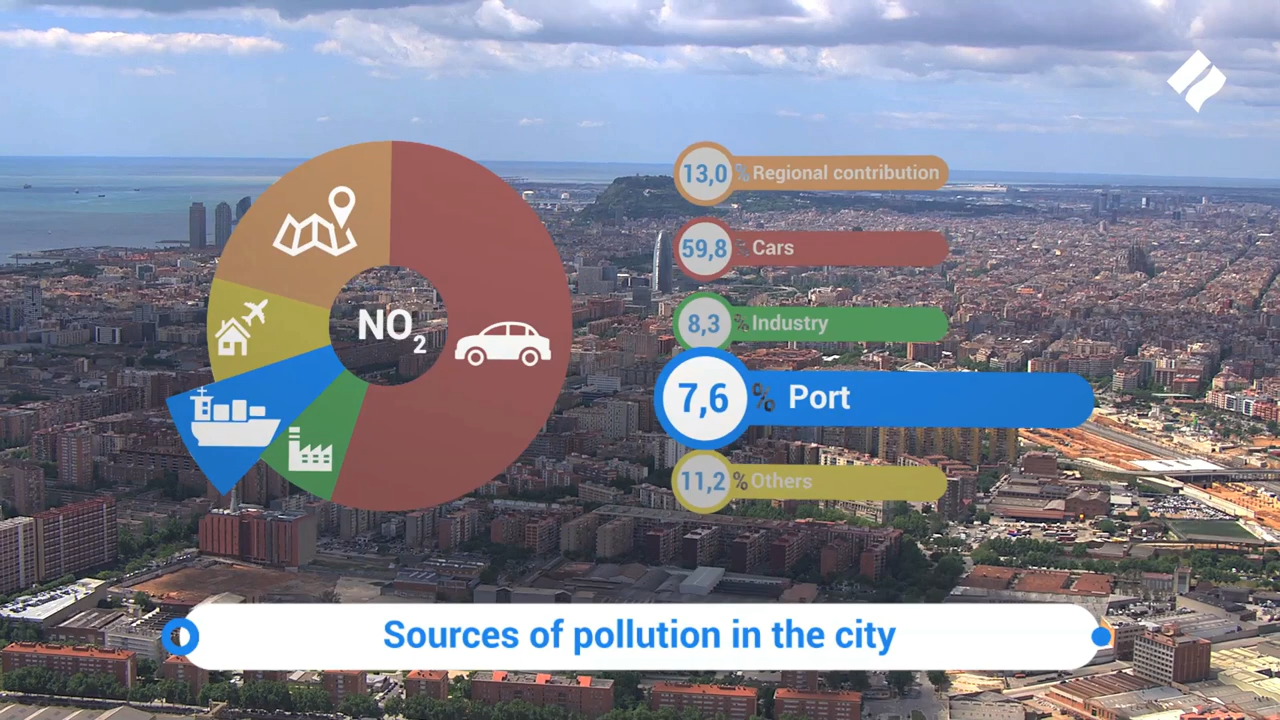 NO2
13,0 % Regional contribution
59,8 % Cars
8,3 % Industry
7,6 % Port
11,2 % Others
Sources of pollution in the city